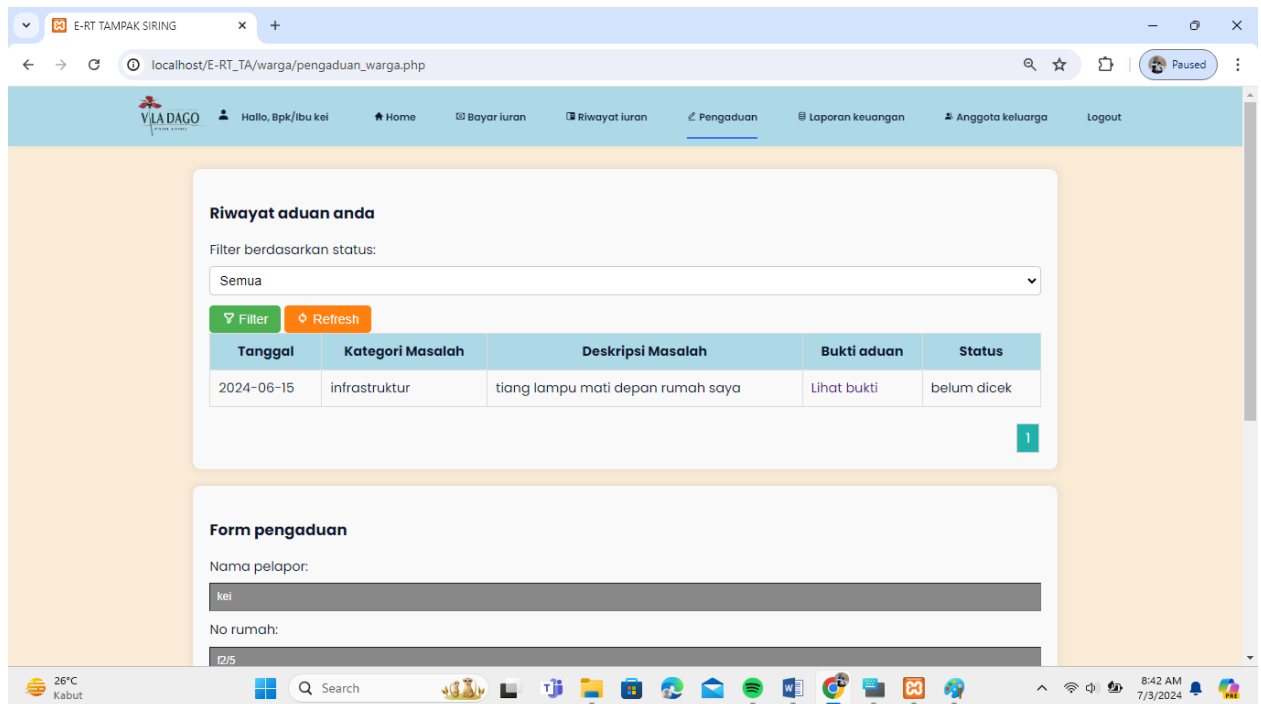 E-RT TAMPAK SIRING
localhost/E-RT_TA/warga/pengaduan_warga.php
Paused
VILA DAGO
Hallo, Bpk/Ibu kei
Home
Bayar iuran
Riwayat iuran
Pengaduan
Laporan keuangan
Anggota keluarga
Logout
Riwayat aduan anda
Filter berdasarkan status:
Semua
Filter
Refresh
Tanggal Kategori Masalah Deskripsi Masalah Bukti aduan Status
2024-06-15 infrastruktur tiang lampu mati depan rumah saya Lihat bukti belum dicek
1
Form pengaduan
Nama pelapor:
kei
No rumah:
f2/5
26°C
Kabut
Search
8:42 AM
7/3/2024
PRE